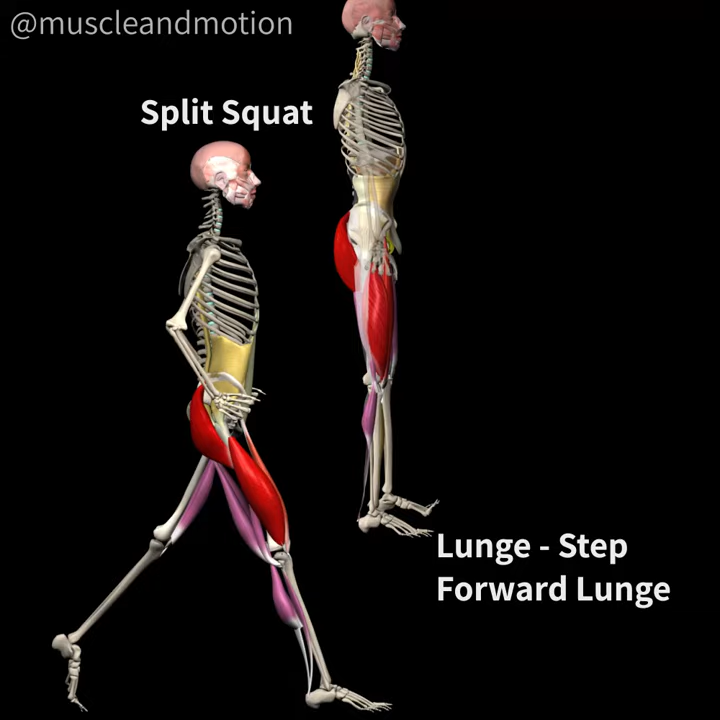 @muscleandmotion
Split Squat
Lunge - Step
Forward Lunge